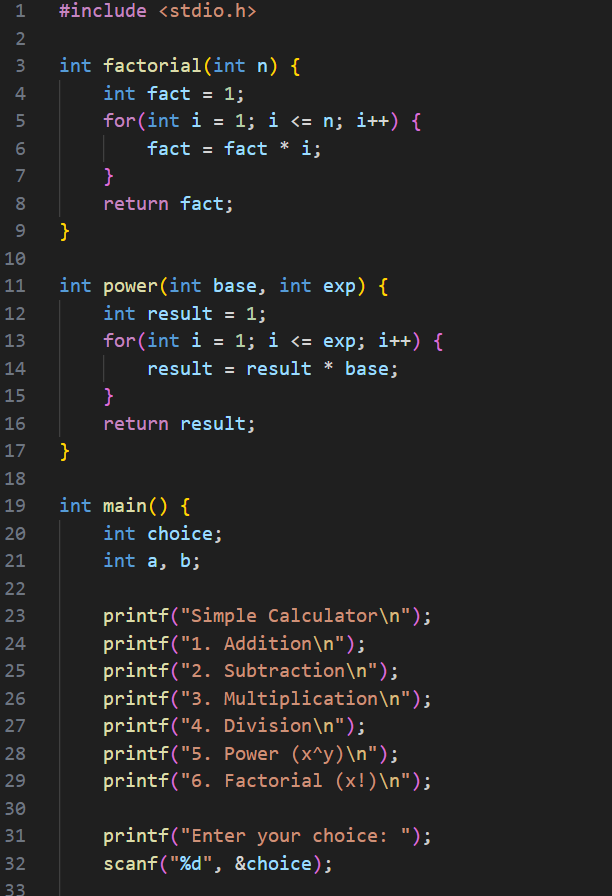 1 #include <stdio.h>
2
3 int factorial(int n) {
4     int fact = 1;
5     for(int i = 1; i <= n; i++) {
6         fact = fact * i;
7     }
8     return fact;
9 }
10
11 int power(int base, int exp) {
12     int result = 1;
13     for(int i = 1; i <= exp; i++) {
14         result = result * base;
15     }
16     return result;
17 }
18
19 int main() {
20     int choice;
21     int a, b;
22
23     printf("Simple Calculator\n");
24     printf("1. Addition\n");
25     printf("2. Subtraction\n");
26     printf("3. Multiplication\n");
27     printf("4. Division\n");
28     printf("5. Power (x^y)\n");
29     printf("6. Factorial (x!)\n");
30
31     printf("Enter your choice: ");
32     scanf("%d", &choice);
33